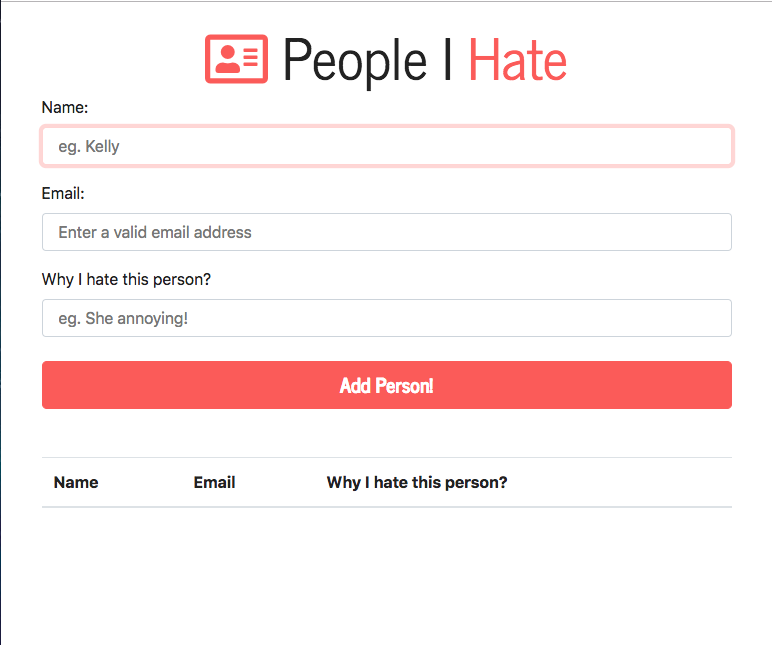 People I Hate
Name:
eg. Kelly
Email:
Enter a valid email address
Why I hate this person?
eg. She annoying!
Add Person!
Name Email Why I hate this person?